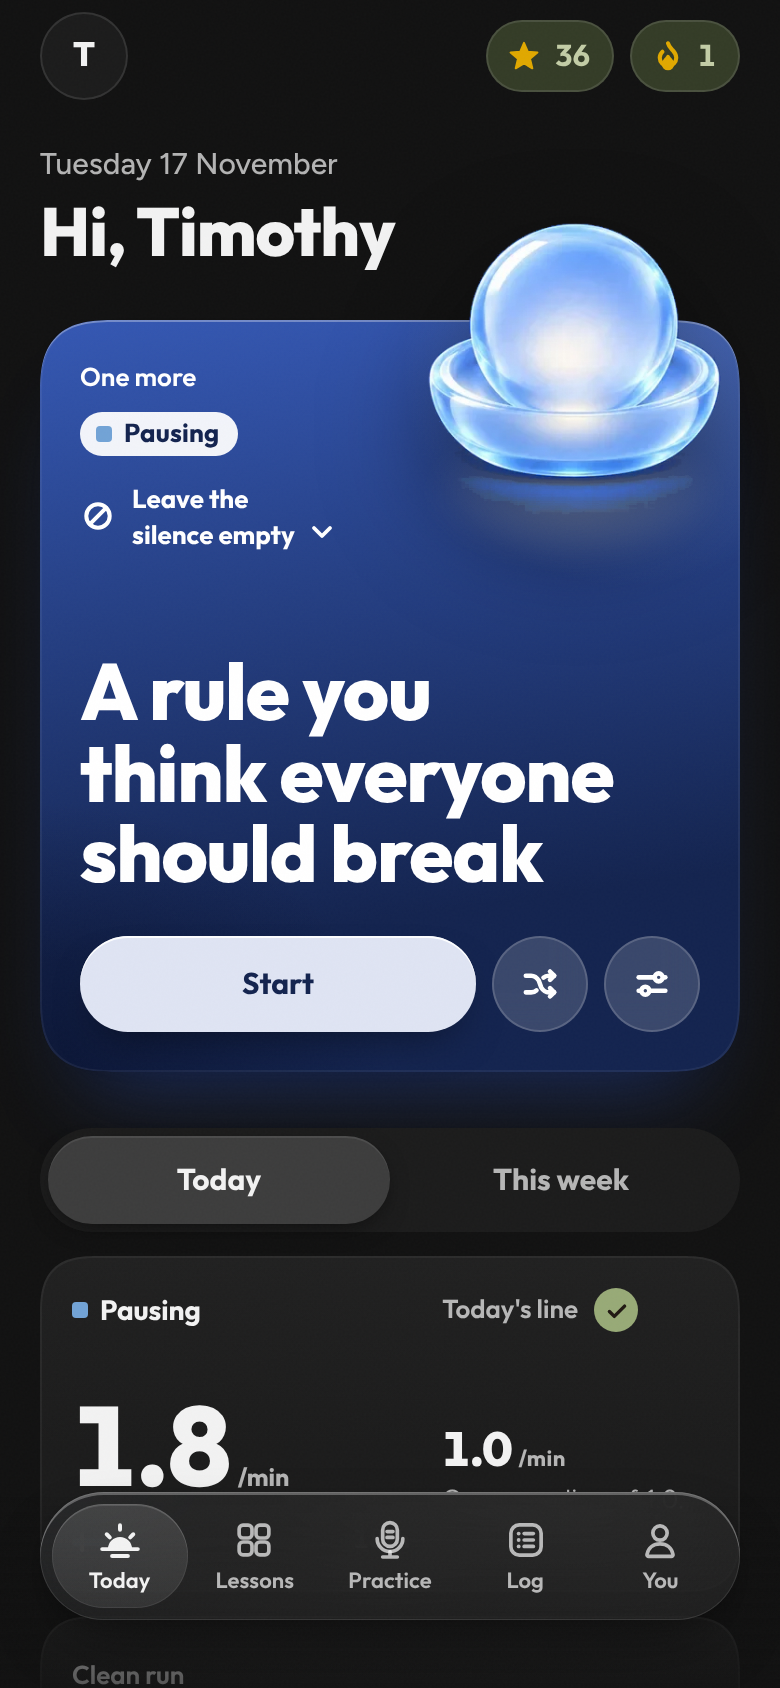 T
36
1
Tuesday 17 November
Hi, Timothy
One more
Pausing
Leave the
silence empty
A rule you
think everyone
should break
Start
Today
This week
Pausing
Today's line
1.8 /min
1.0 /min
Today
Lessons
Practice
Log
You
Clean run